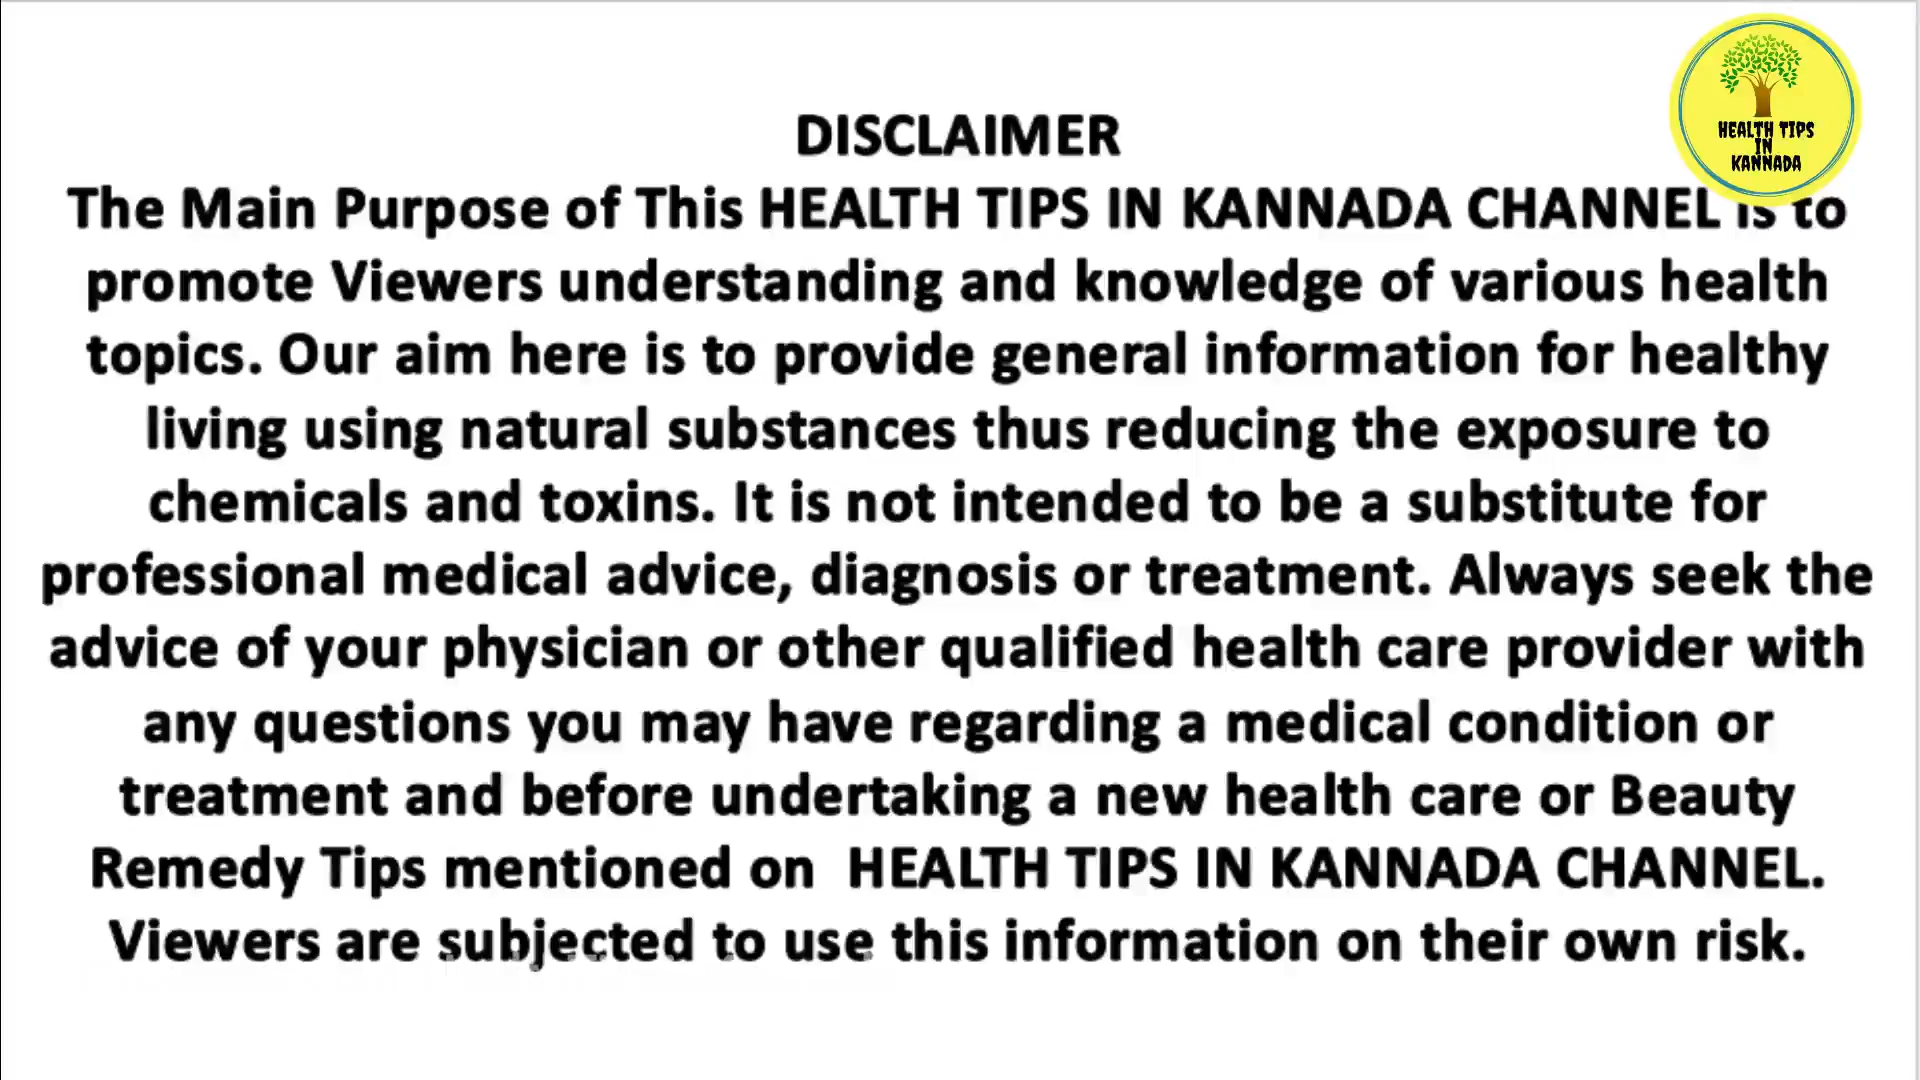 HEALTH TIPS
IN
KANNADA
DISCLAIMER
The Main Purpose of This HEALTH TIPS IN KANNADA CHANNEL is to
promote Viewers understanding and knowledge of various health
topics. Our aim here is to provide general information for healthy
living using natural substances thus reducing the exposure to
chemicals and toxins. It is not intended to be a substitute for
professional medical advice, diagnosis or treatment. Always seek the
advice of your physician or other qualified health care provider with
any questions you may have regarding a medical condition or
treatment and before undertaking a new health care or Beauty
Remedy Tips mentioned on  HEALTH TIPS IN KANNADA CHANNEL.
Viewers are subjected to use this information on their own risk.